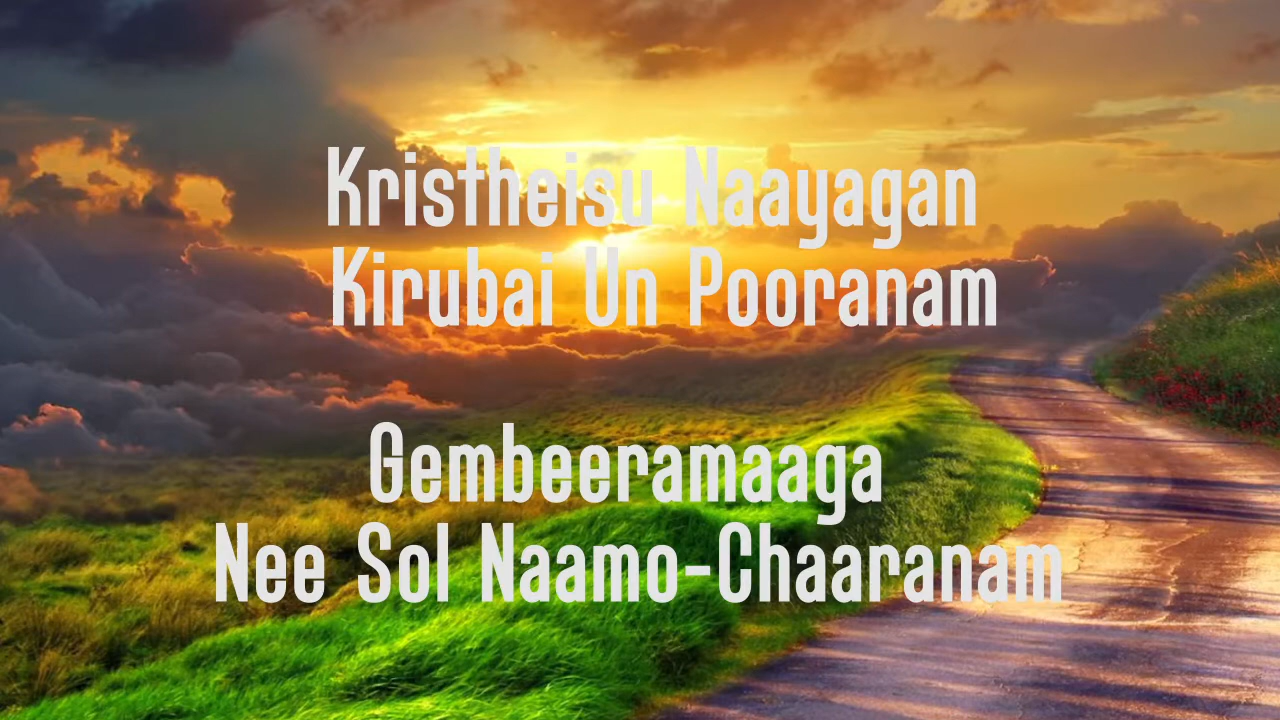 Kristheisu Naayagan
Kirubai Un Pooranam
Gembeeramaaga
Nee Sol Naamo-Chaaranam